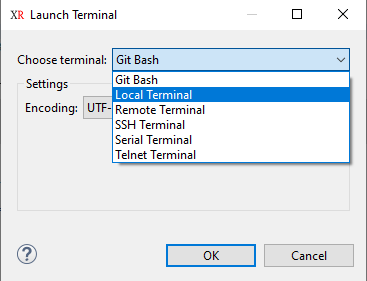 XR Launch Terminal
Choose terminal: Git Bash
Git Bash
Local Terminal
Remote Terminal
SSH Terminal
Serial Terminal
Telnet Terminal
Settings
Encoding: UTF-
? OK Cancel